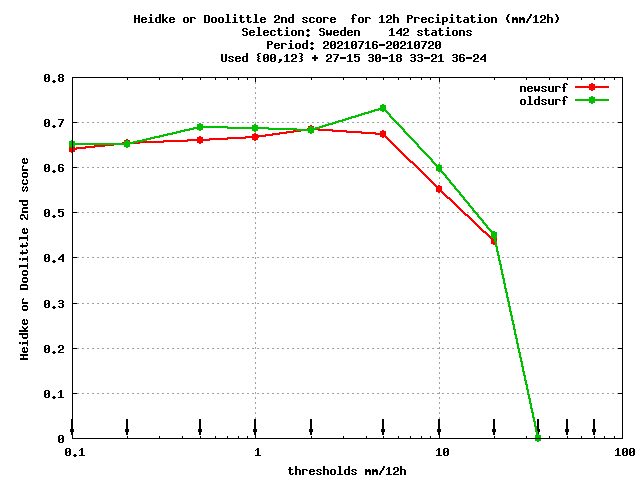 Heidke or Doolittle 2nd score  for 12h Precipitation (mm/12h)
Selection: Sweden    142 stations
Period: 20210716-20210720
Used {00,12} + 27-15 30-18 33-21 36-24
newsurf
oldsurf
0.8
0.7
0.6
0.5
0.4
0.3
0.2
0.1
0
Heidke or Doolittle 2nd score
0.1
1
10
100
thresholds mm/12h